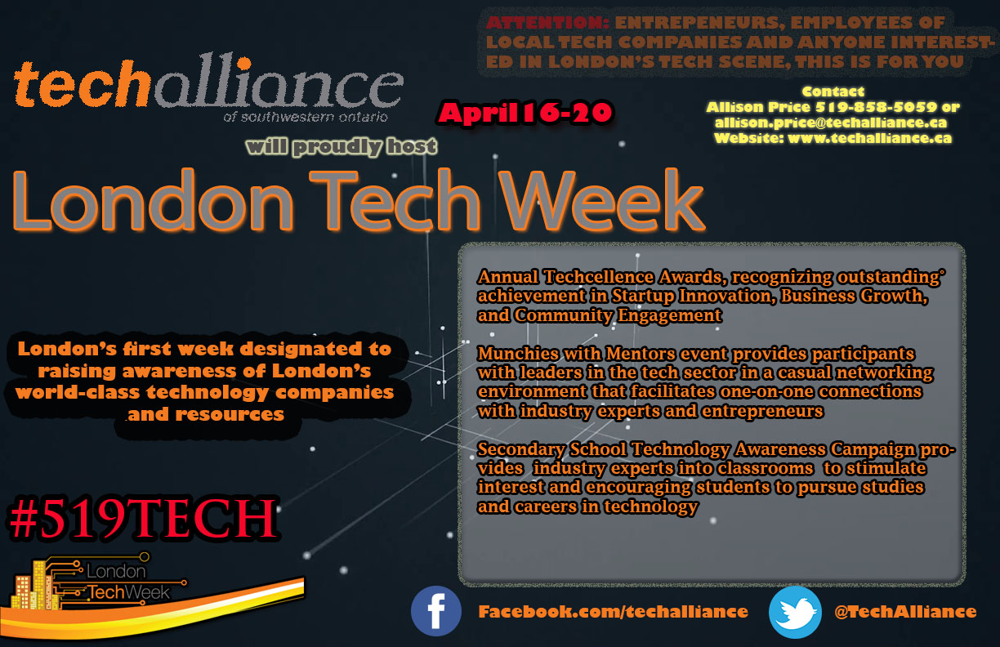 ATTENTION: ENTREPENEURS, EMPLOYEES OF
LOCAL TECH COMPANIES AND ANYONE INTEREST-
ED IN LONDON'S TECH SCENE, THIS IS FOR YOU
techalliance
of southwestern ontario
April 16-20
Contact
Allison Price 519-858-5059 or
allison.price@techalliance.ca
Website: www.techalliance.ca
will proudly host
London Tech Week
Annual Techcellence Awards, recognizing outstanding
achievement in Startup Innovation, Business Growth,
and Community Engagement
Munchies with Mentors event provides participants
with leaders in the tech sector in a casual networking
environment that facilitates one-on-one connections
with industry experts and entrepreneurs
Secondary School Technology Awareness Campaign pro-
vides industry experts into classrooms to stimulate
interest and encouraging students to pursue studies
and careers in technology
London's first week designated to
raising awareness of London's
world-class technology companies
and resources
#519TECH
London
TechWeek
Facebook.com/techalliance
@TechAlliance